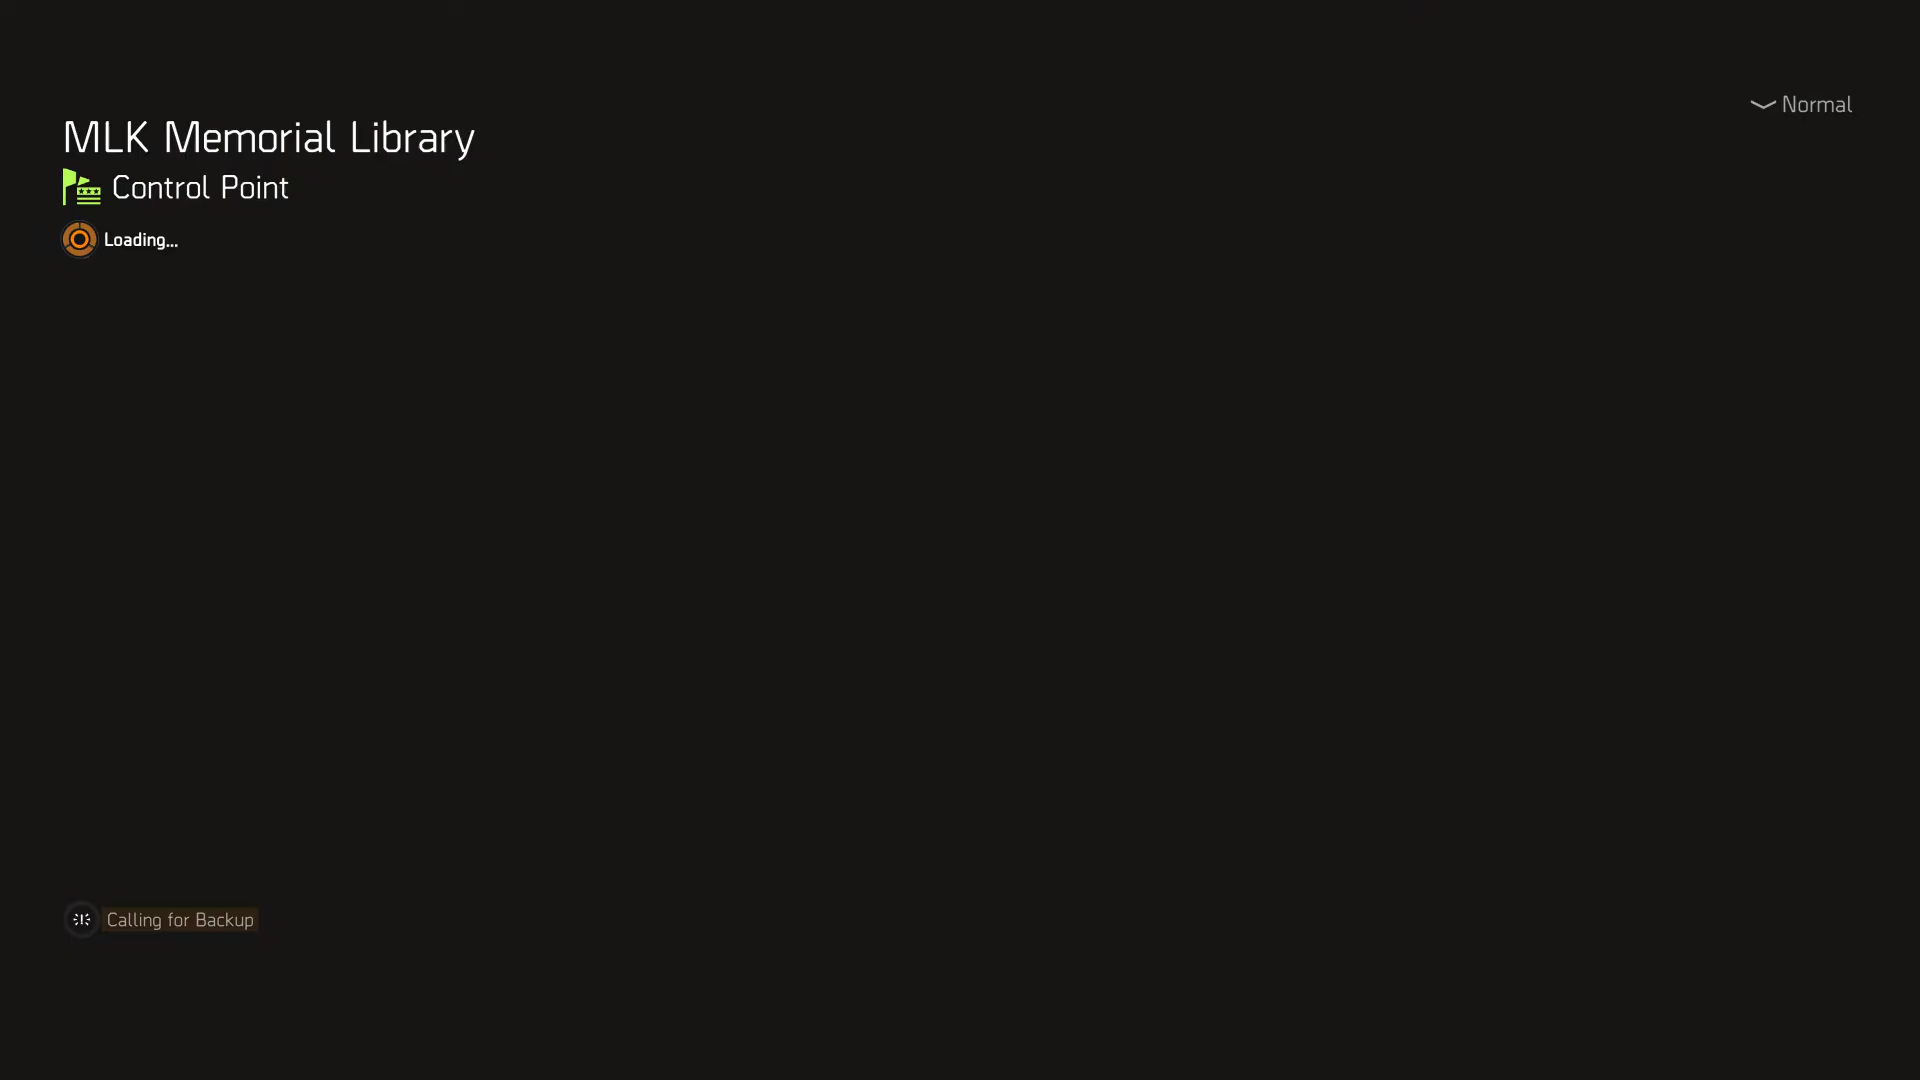 Normal
MLK Memorial Library
Control Point
Loading...
Calling for Backup